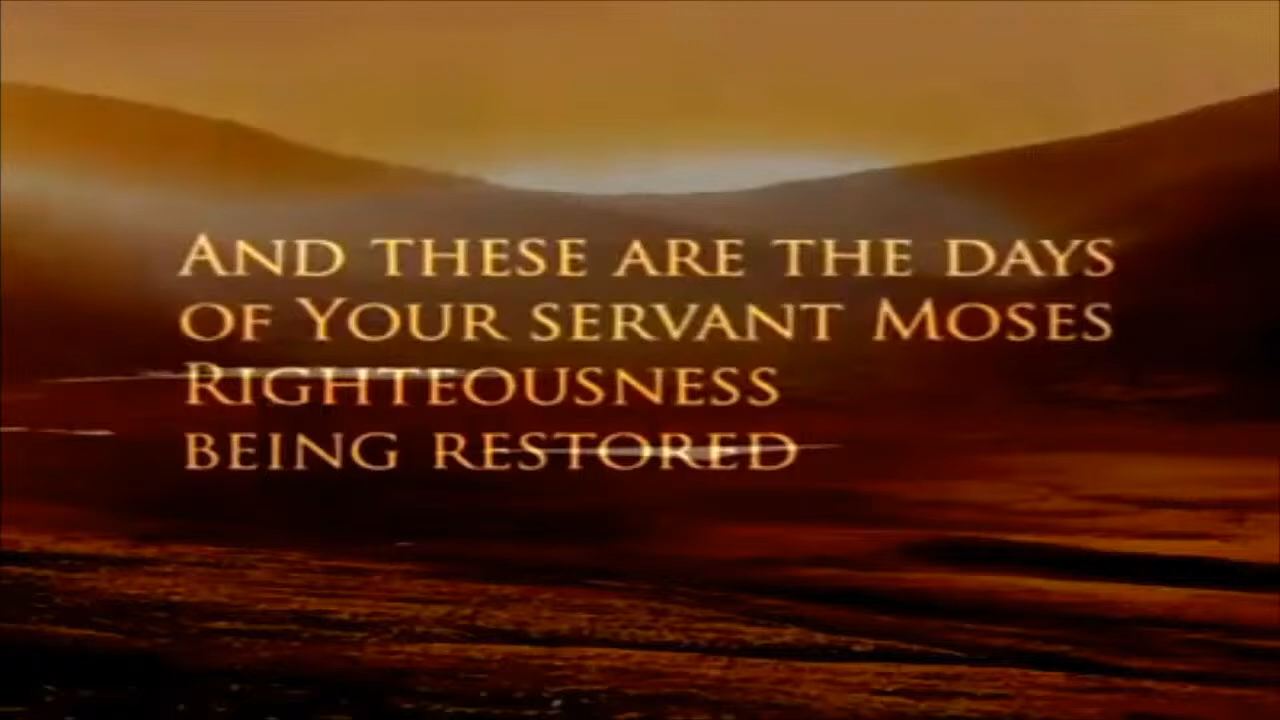 And these are the days
of Your servant Moses
Righteousness
being restored